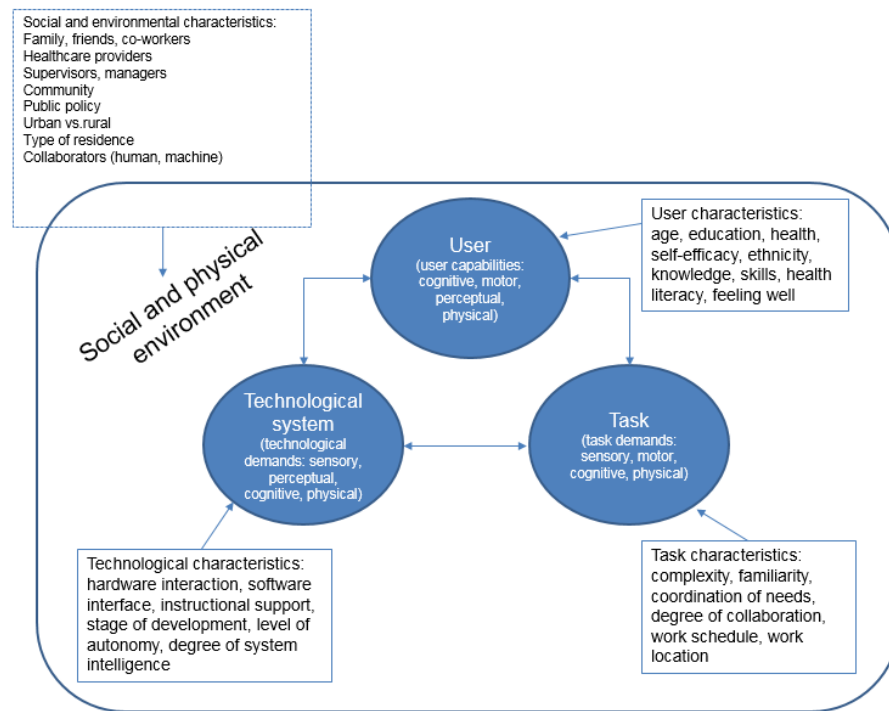 Social and environmental characteristics:
Family, friends, co-workers
Healthcare providers
Supervisors, managers
Community
Public policy
Urban vs.rural
Type of residence
Collaborators (human, machine)
Social and physical
environment
User
(user capabilities:
cognitive, motor,
perceptual,
physical)
User characteristics:
age, education, health,
self-efficacy, ethnicity,
knowledge, skills, health
literacy, feeling well
Technological
system
(technological
demands: sensory,
perceptual,
cognitive, physical)
Task
(task demands:
sensory, motor,
cognitive, physical)
Technological characteristics:
hardware interaction, software
interface, instructional support,
stage of development, level of
autonomy, degree of system
intelligence
Task characteristics:
complexity, familiarity,
coordination of needs,
degree of collaboration,
work schedule, work
location